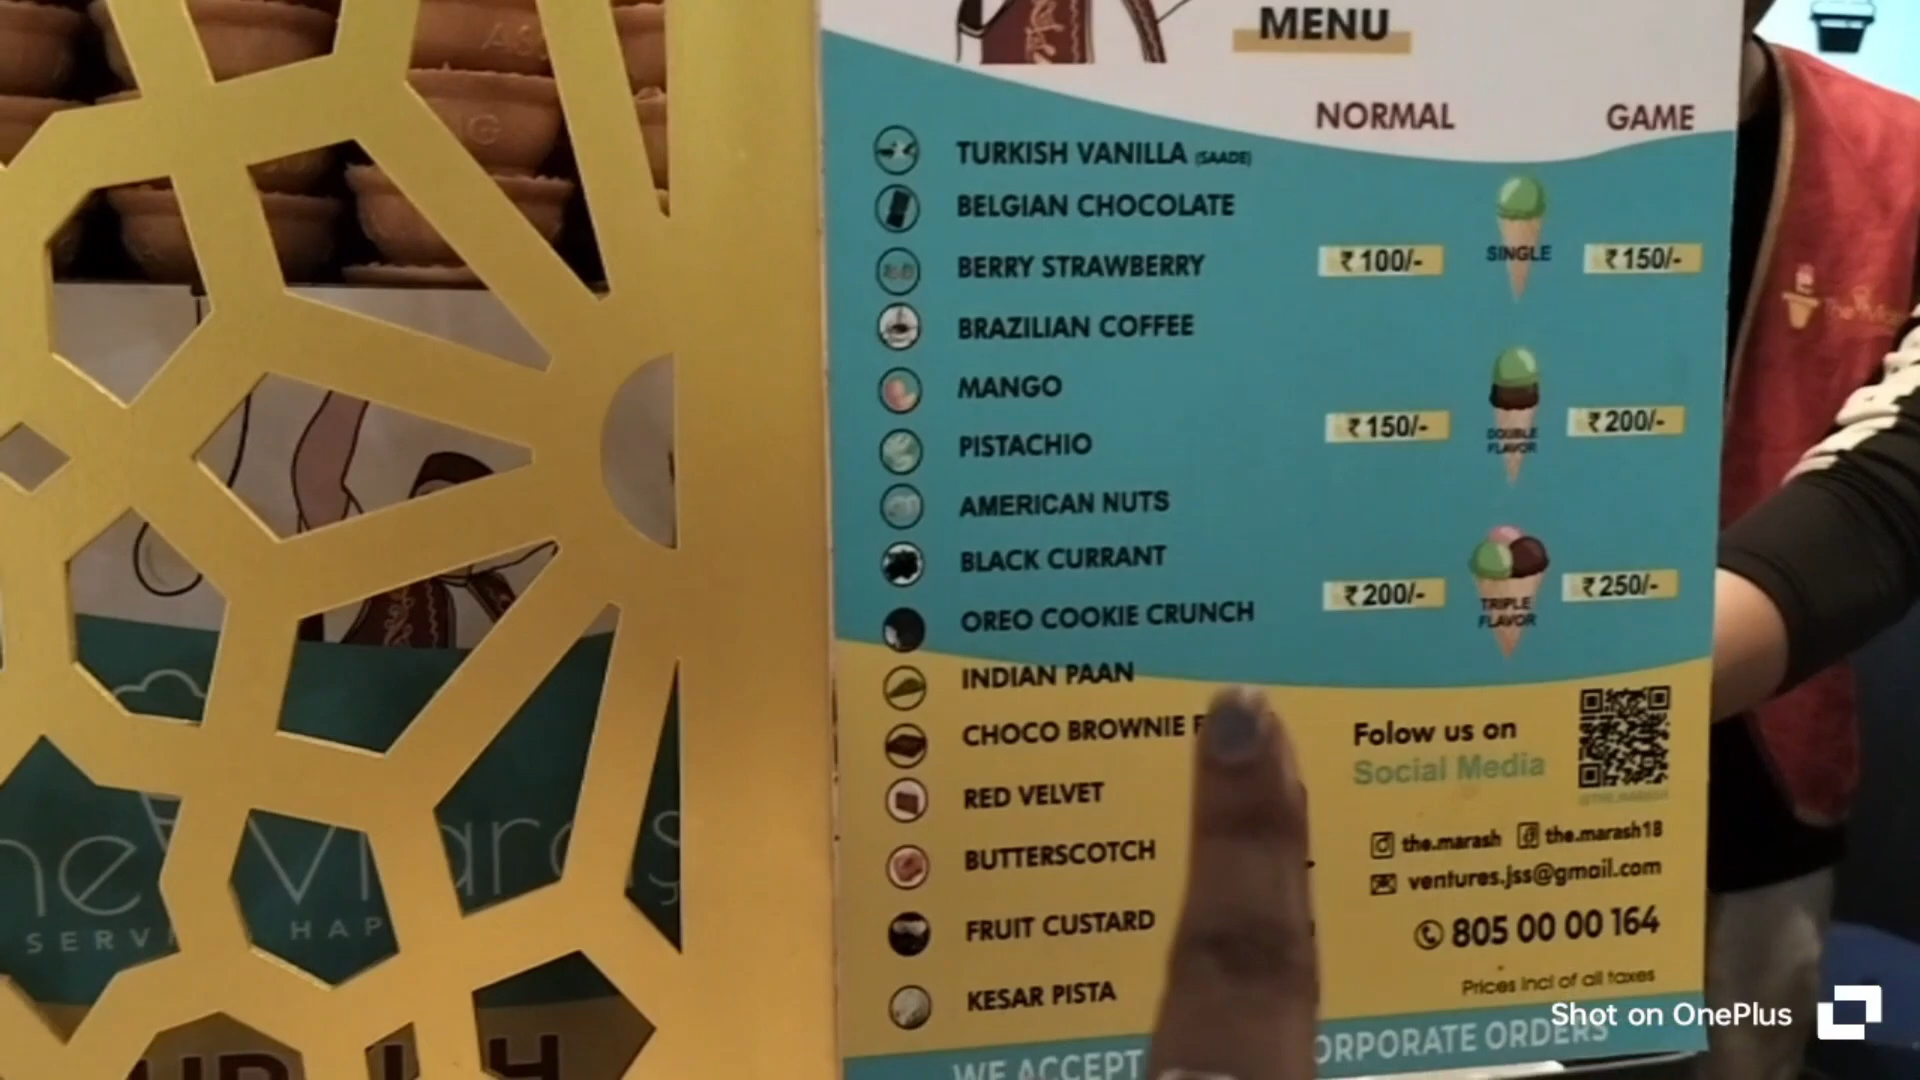 MENU
NORMAL GAME
TURKISH VANILLA (SAADE)
BELGIAN CHOCOLATE
BERRY STRAWBERRY
BRAZILIAN COFFEE
MANGO
PISTACHIO
AMERICAN NUTS
BLACK CURRANT
OREO COOKIE CRUNCH
INDIAN PAAN
CHOCO BROWNIE
RED VELVET
BUTTERSCOTCH
FRUIT CUSTARD
KESAR PISTA
₹100/- SINGLE ₹150/-
₹150/- DOUBLE FLAVOR ₹200/-
₹200/- TRIPLE FLAVOR ₹250/-
Folow us on
Social Media
the.marash the.marash18
ventures.jss@gmail.com
805 00 00 164
Prices incl of all taxes
WE ACCEPT ORPORATE ORDERS
Shot on OnePlus